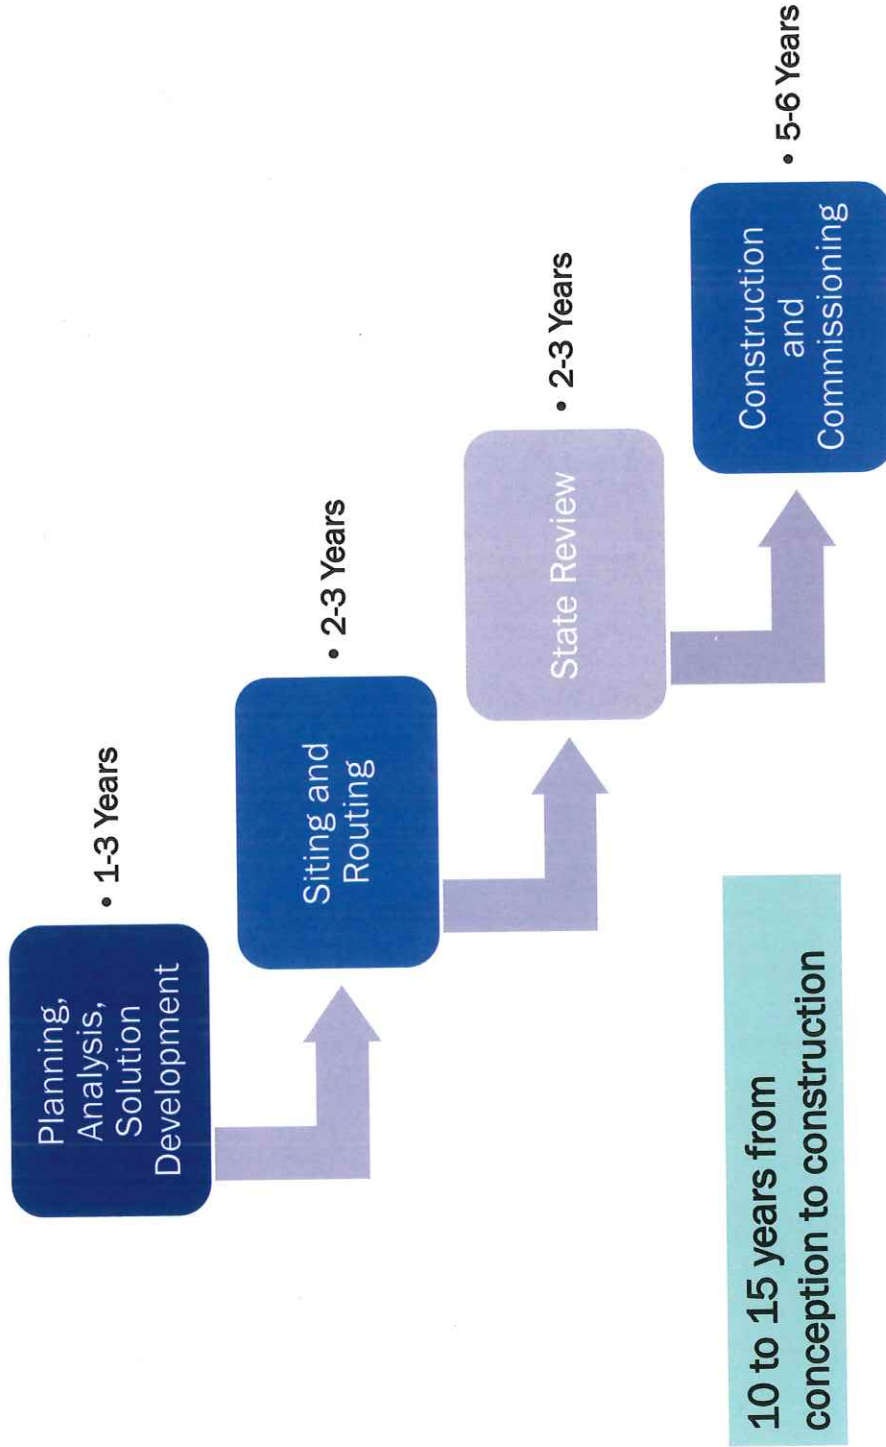 Planning,
Analysis,
Solution
Development
• 1-3 Years
Siting and
Routing
• 2-3 Years
State Review
• 2-3 Years
Construction
and
Commissioning
• 5-6 Years
10 to 15 years from
conception to construction